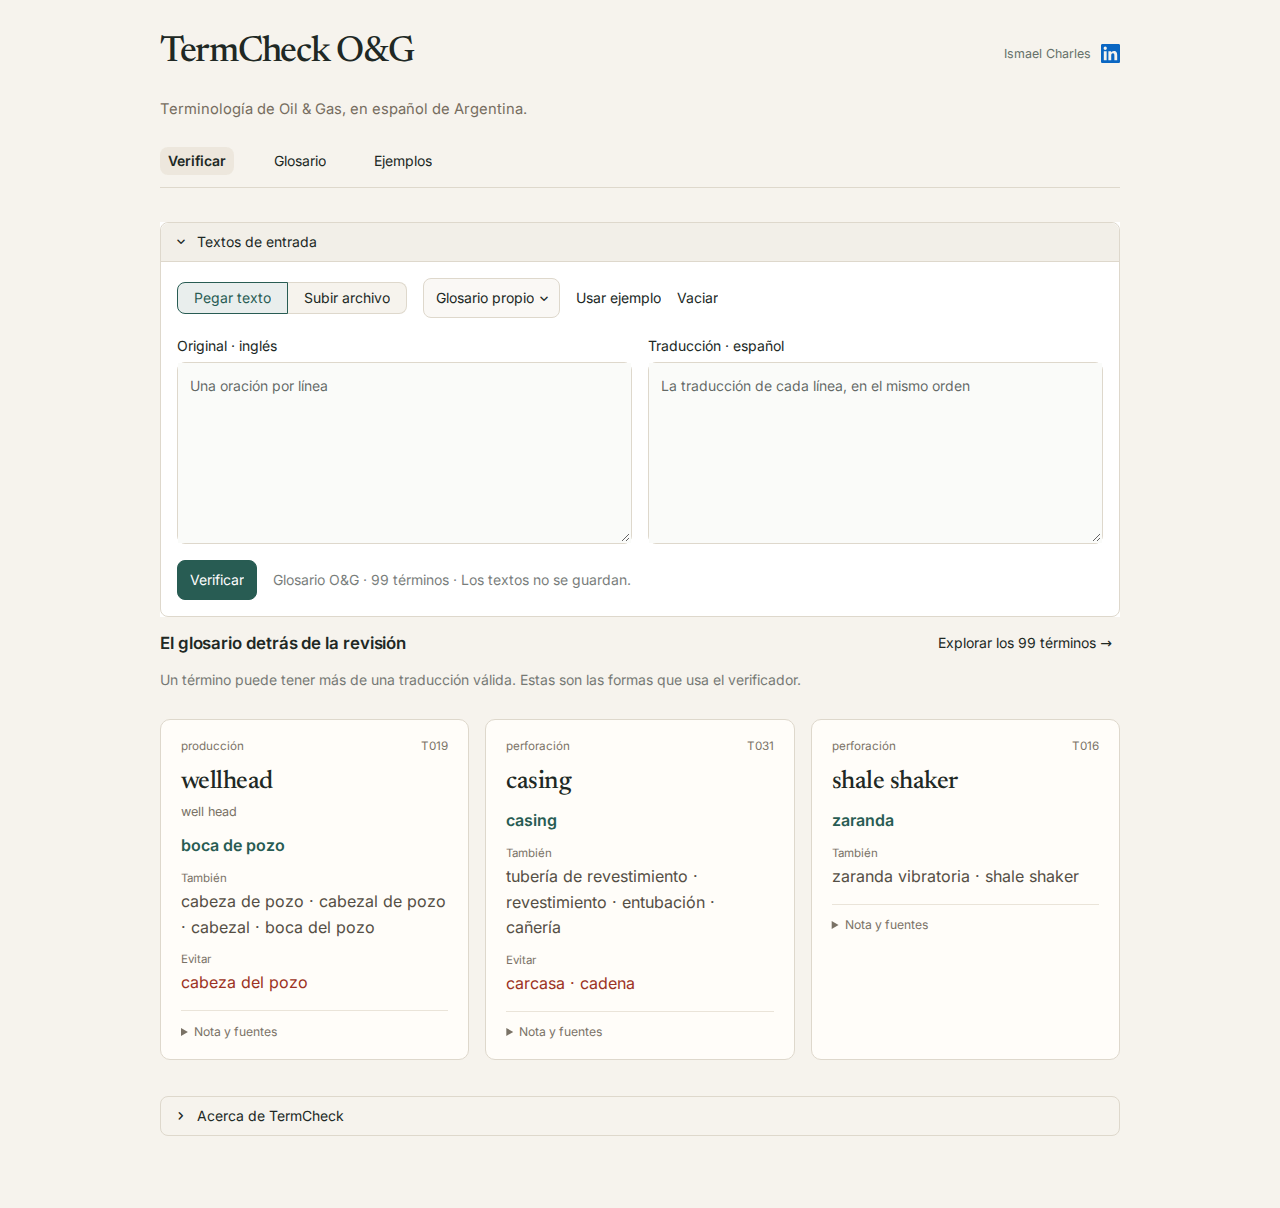 TermCheck O&G
Ismael Charles in
Terminología de Oil & Gas, en español de Argentina.
Verificar Glosario Ejemplos
Textos de entrada
Pegar texto Subir archivo Glosario propio Usar ejemplo Vaciar
Original · inglés
Una oración por línea
Traducción · español
La traducción de cada línea, en el mismo orden
Verificar Glosario O&G · 99 términos · Los textos no se guardan.
El glosario detrás de la revisión
Explorar los 99 términos →
Un término puede tener más de una traducción válida. Estas son las formas que usa el verificador.
producción T019
wellhead
well head
boca de pozo
También
cabeza de pozo · cabezal de pozo
· cabezal · boca del pozo
Evitar
cabeza del pozo
▶ Nota y fuentes
perforación T031
casing
casing
También
tubería de revestimiento ·
revestimiento · entubación ·
cañería
Evitar
carcasa · cadena
▶ Nota y fuentes
perforación T016
shale shaker
zaranda
También
zaranda vibratoria · shale shaker
▶ Nota y fuentes
Acerca de TermCheck